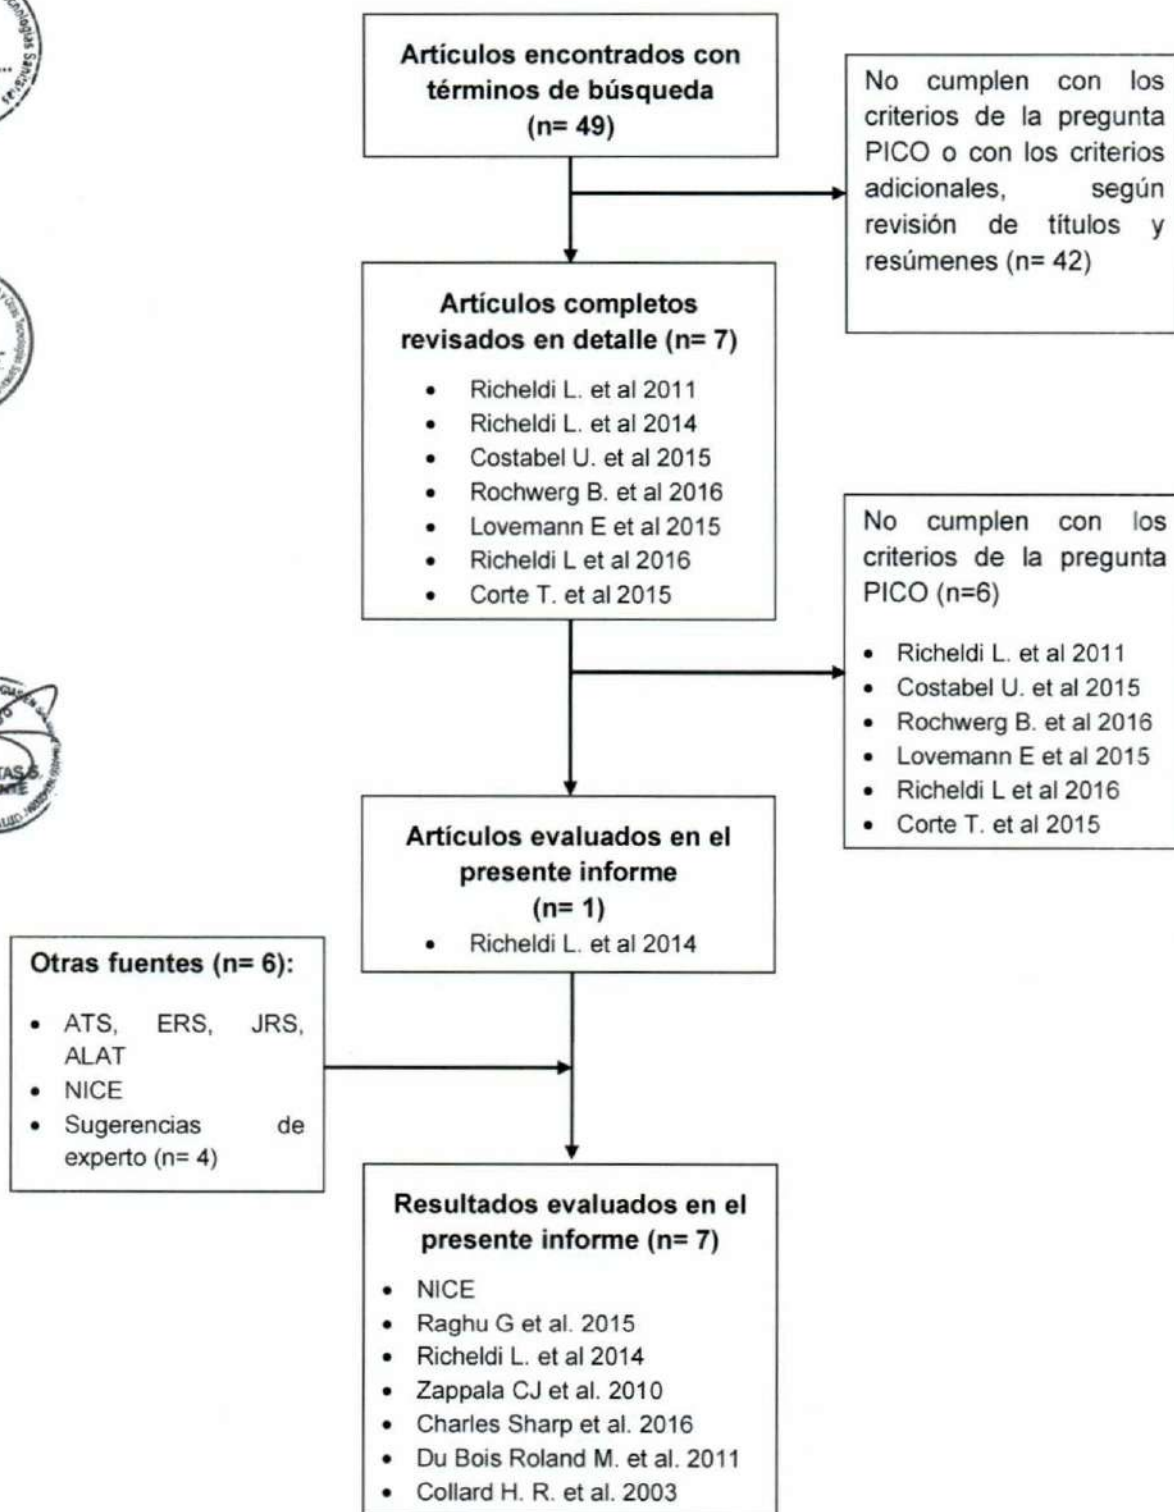 Artículos encontrados con
términos de búsqueda
(n= 49)
No cumplen con los
criterios de la pregunta
PICO o con los criterios
adicionales, según
revisión de títulos y
resúmenes (n= 42)
Artículos completos
revisados en detalle (n= 7)
• Richeldi L. et al 2011
• Richeldi L. et al 2014
• Costabel U. et al 2015
• Rochwerg B. et al 2016
• Lovemann E et al 2015
• Richeldi L et al 2016
• Corte T. et al 2015
No cumplen con los
criterios de la pregunta
PICO (n=6)
• Richeldi L. et al 2011
• Costabel U. et al 2015
• Rochwerg B. et al 2016
• Lovemann E et al 2015
• Richeldi L et al 2016
• Corte T. et al 2015
Artículos evaluados en el
presente informe
(n= 1)
• Richeldi L. et al 2014
Otras fuentes (n= 6):
• ATS, ERS, JRS,
ALAT
• NICE
• Sugerencias de
experto (n= 4)
Resultados evaluados en el
presente informe (n= 7)
• NICE
• Raghu G et al. 2015
• Richeldi L. et al 2014
• Zappala CJ et al. 2010
• Charles Sharp et al. 2016
• Du Bois Roland M. et al. 2011
• Collard H. R. et al. 2003